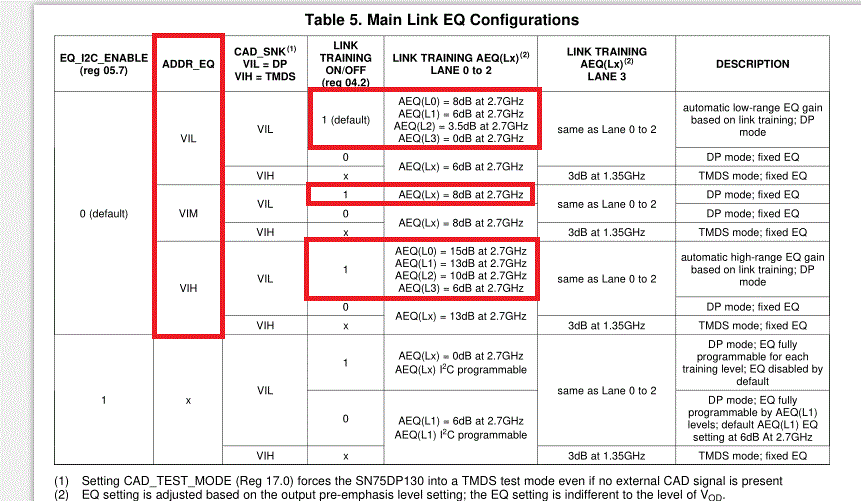 Table 5. Main Link EQ Configurations
EQ_I2C_ENABLE
(reg 05.7)
ADDR_EQ
CAD_SNK(1)
VIL = DP
VIH = TMDS
LINK
TRAINING
ON/OFF
(reg 04.2)
LINK TRAINING AEQ(Lx)(2)
LANE 0 to 2
LINK TRAINING
AEQ(Lx)(2)
LANE 3
DESCRIPTION
0 (default)
VIL
VIL
1 (default)
AEQ(L0) = 8dB at 2.7GHz
AEQ(L1) = 6dB at 2.7GHz
AEQ(L2) = 3.5dB at 2.7GHz
AEQ(L3) = 0dB at 2.7GHz
same as Lane 0 to 2
automatic low-range EQ gain
based on link training; DP
mode
0
AEQ(Lx) = 6dB at 2.7GHz
DP mode; fixed EQ
VIH
x
3dB at 1.35GHz
TMDS mode; fixed EQ
VIM
VIL
1
AEQ(Lx) = 8dB at 2.7GHz
same as Lane 0 to 2
DP mode; fixed EQ
0
AEQ(Lx) = 8dB at 2.7GHz
DP mode; fixed EQ
VIH
x
3dB at 1.35GHz
TMDS mode; fixed EQ
VIH
VIL
1
AEQ(L0) = 15dB at 2.7GHz
AEQ(L1) = 13dB at 2.7GHz
AEQ(L2) = 10dB at 2.7GHz
AEQ(L3) = 6dB at 2.7GHz
same as Lane 0 to 2
automatic high-range EQ gain
based on link training; DP
mode
0
AEQ(Lx) = 13dB at 2.7GHz
DP mode; fixed EQ
VIH
x
3dB at 1.35GHz
TMDS mode; fixed EQ
1
x
VIL
1
AEQ(Lx) = 0dB at 2.7GHz
AEQ(Lx) I2C programmable
same as Lane 0 to 2
DP mode; EQ fully
programmable for each
training level; EQ disabled by
default
0
AEQ(L1) = 6dB at 2.7GHz
AEQ(L1) I2C programmable
DP mode; EQ fully
programmable by AEQ(L1)
levels; default AEQ(L1) EQ
setting at 6dB At 2.7GHz
VIH
x
3dB at 1.35GHz
TMDS mode; fixed EQ
(1) Setting CAD_TEST_MODE (Reg 17.0) forces the SN75DP130 into a TMDS test mode even if no external CAD signal is present
(2) EQ setting is adjusted based on the output pre-emphasis level setting; the EQ setting is indifferent to the level of VOD.